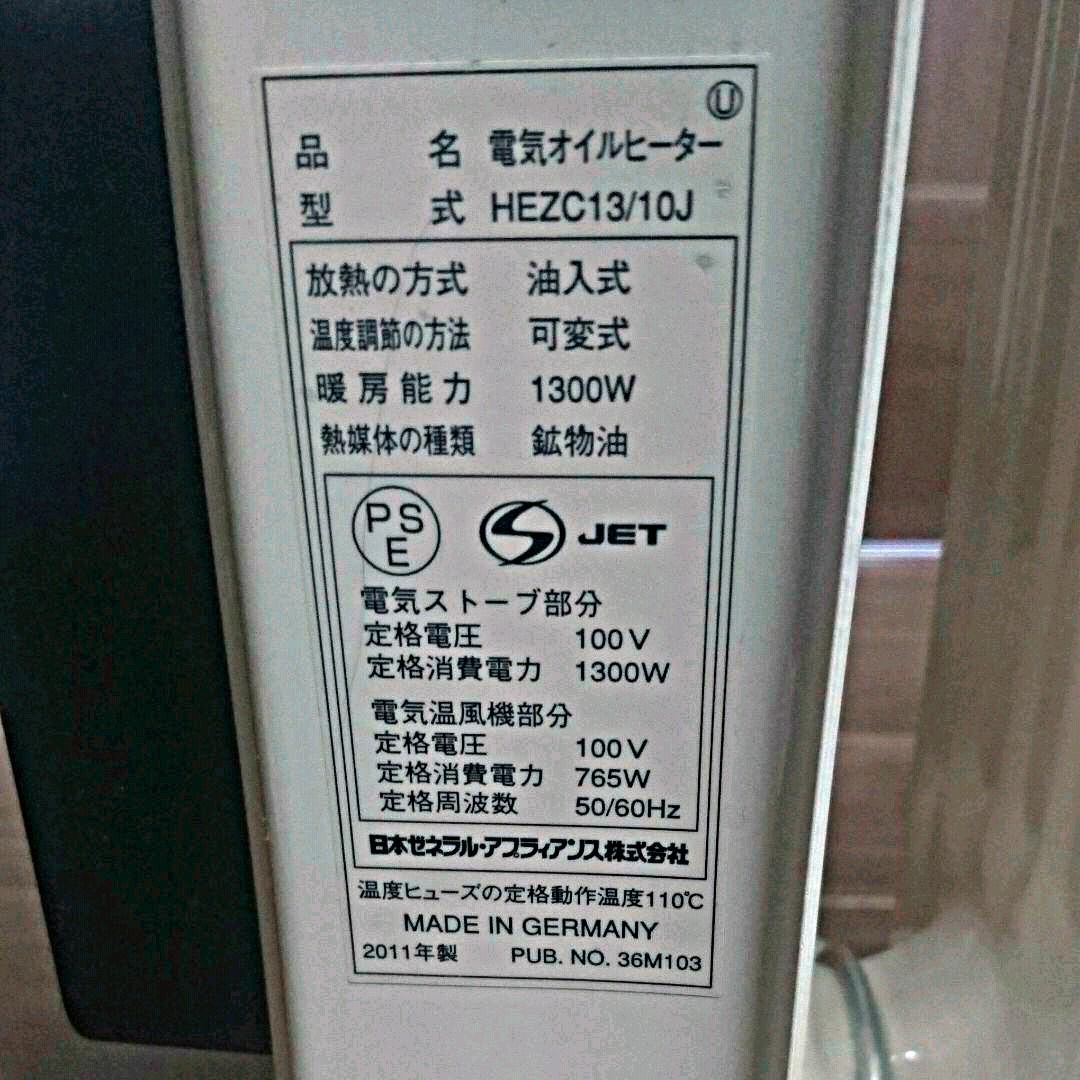 U
品 名 電気オイルヒーター
型 式 HEZC13/10J
放熱の方式 油入式
温度調節の方法 可変式
暖房能力 1300W
熱媒体の種類 鉱物油
PSE S JET
電気ストーブ部分
定格電圧 100V
定格消費電力 1300W
電気温風機部分
定格電圧 100V
定格消費電力 765W
定格周波数 50/60Hz
日本ゼネラル・アプライアンス株式会社
温度ヒューズの定格動作温度110℃
MADE IN GERMANY
2011年製 PUB. NO. 36M103